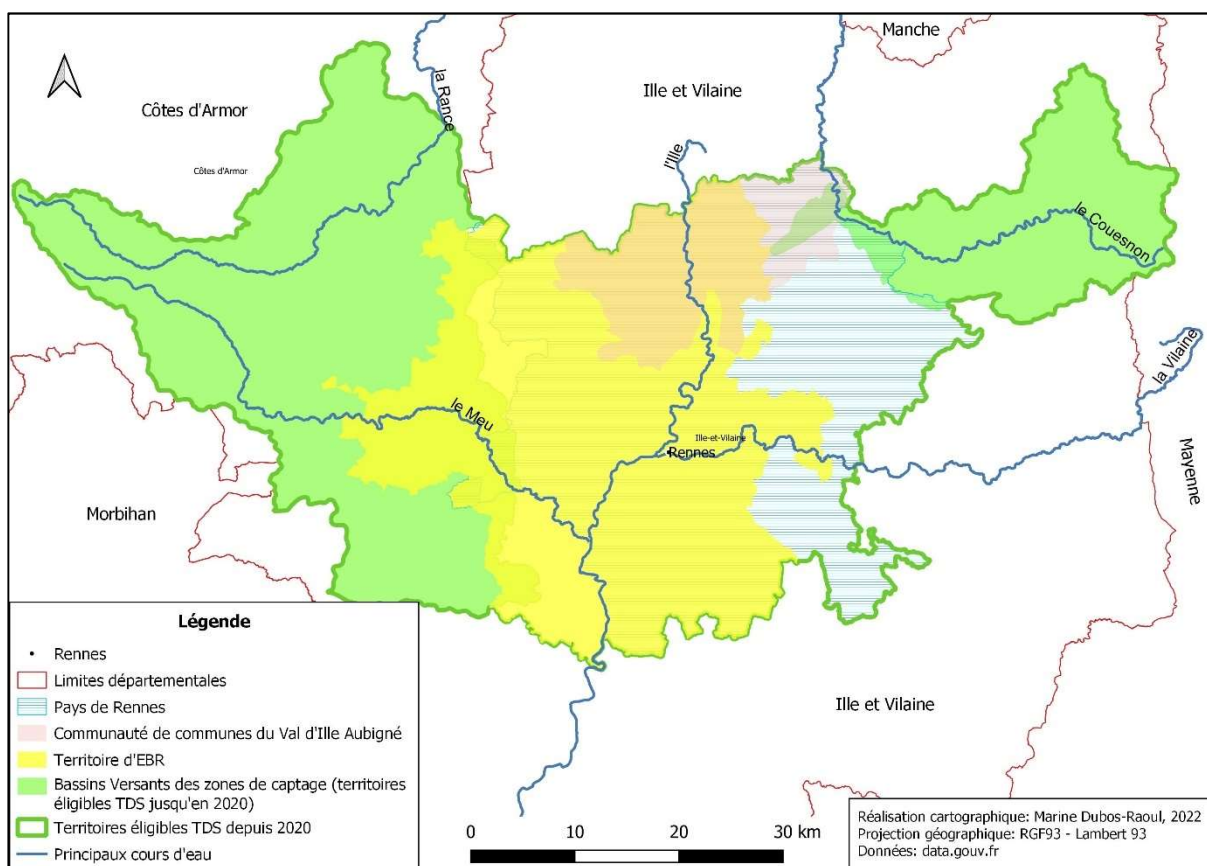 Manche
Côtes d'Armor
la Rance
Ille et Vilaine
l'Ille
Côtes d'Armor
le Couesnon
la Vilaine
le Meu
Ille-et-Vilaine
Rennes
Mayenne
Morbihan
Ille et Vilaine
Légende
Rennes
Limites départementales
Pays de Rennes
Communauté de communes du Val d'Ille Aubigné
Territoire d'EBR
Bassins Versants des zones de captage (territoires
éligibles TDS jusqu'en 2020)
Territoires éligibles TDS depuis 2020
Principaux cours d'eau
0 10 20 30 km
Réalisation cartographique: Marine Dubos-Raoul, 2022
Projection géographique: RGF93 - Lambert 93
Données: data.gouv.fr